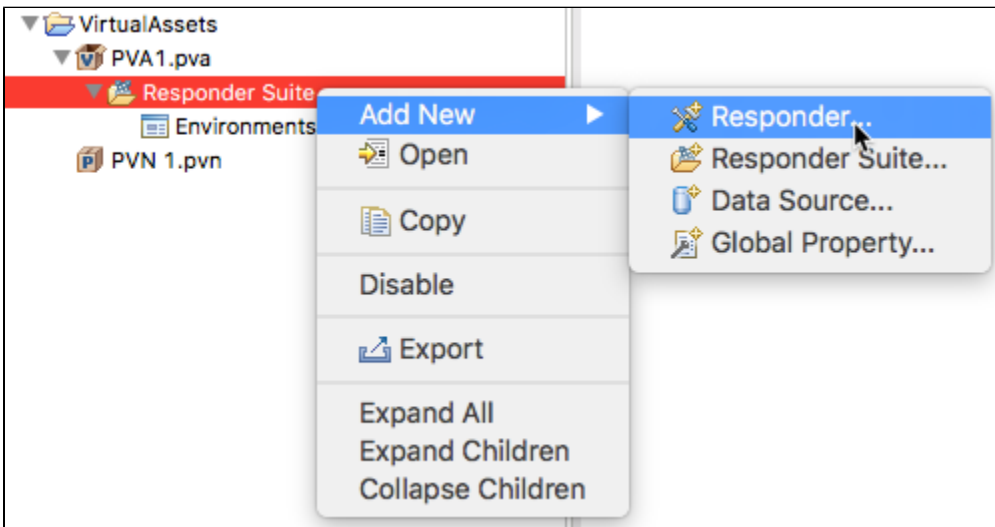 VirtualAssets
PVA1.pva
Responder Suite
Environments
PVN 1.pvn
Add New
Open
Copy
Disable
Export
Expand All
Expand Children
Collapse Children
Responder...
Responder Suite...
Data Source...
Global Property...